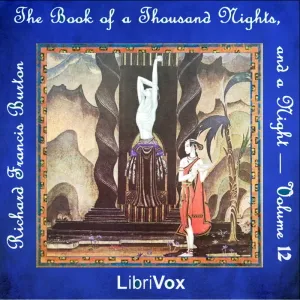 The Book of a Thousand Nights,
and a Night — Volume 12
Richard Francis Burton
LibriVox